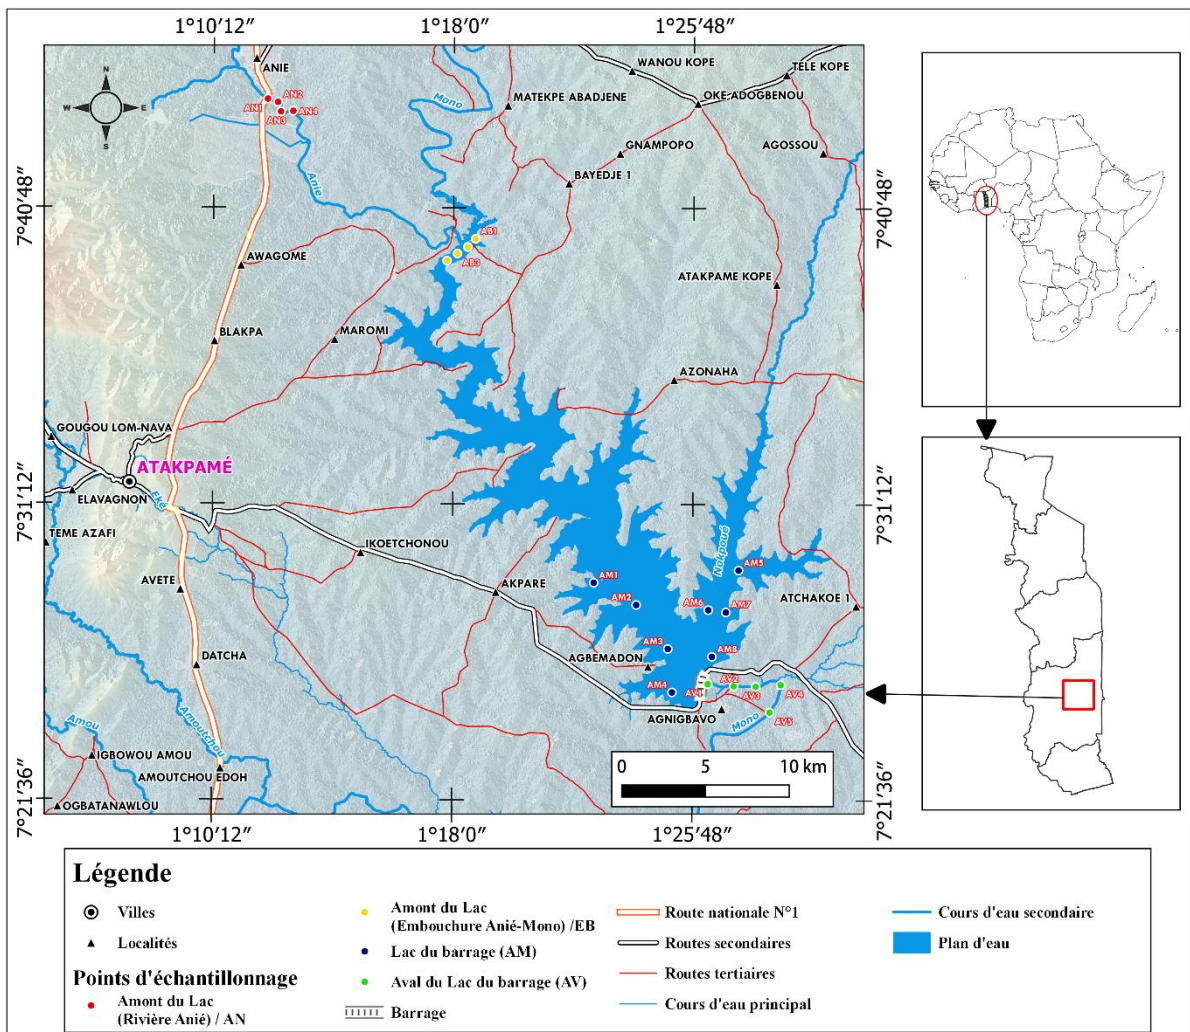 1°10'12"
1°18'0"
1°25'48"
7°40'48"
7°31'12"
7°21'36"
7°40'48"
7°31'12"
7°21'36"
N
W
E
S
ANIE
AN1
AN2
AN3
AN4
Mono
Anie
WANOU KOPE
TELE KOPE
MATEKPE ABADJENE
OKE ADOGBENOU
GNAMPOPO
AGOSSOU
BAYEDJE 1
AB1
AB3
AWAGOME
ATAKPAME KOPE
BLAKPA
MAROMI
AZONAHA
GOUGOU LOM-NAVA
ATAKPAMÉ
ELAVAGNON
Eké
TEME AZAFI
IKOETCHONOU
Nokpoué
AVETE
AKPARE
AM1
AM2
AM5
AM6
AM7
ATCHAKOE 1
DATCHA
AGBEMADON
AM3
AM8
AM4
AV1
AV2
AV3
AV4
AV5
AGNIGBAVO
Mono
Amou
Amoutchou
IGBOWOU AMOU
AMOUTCHOU EDOH
OGBATANAWLOU
0 5 10 km
1°10'12"
1°18'0"
1°25'48"
Légende
Villes
Localités
Points d'échantillonnage
Amont du Lac
(Rivière Anié) / AN
Amont du Lac
(Embouchure Anié-Mono) /EB
Lac du barrage (AM)
Aval du Lac du barrage (AV)
Barrage
Route nationale N°1
Routes secondaires
Routes tertiaires
Cours d'eau principal
Cours d'eau secondaire
Plan d'eau